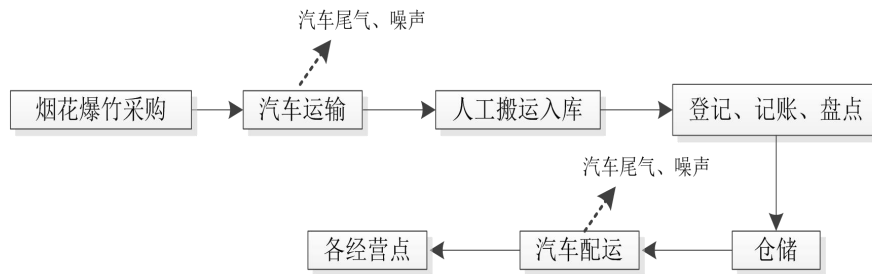 汽车尾气、噪声
烟花爆竹采购
汽车运输
人工搬运入库
登记、记账、盘点
汽车尾气、噪声
各经营点
汽车配运
仓储